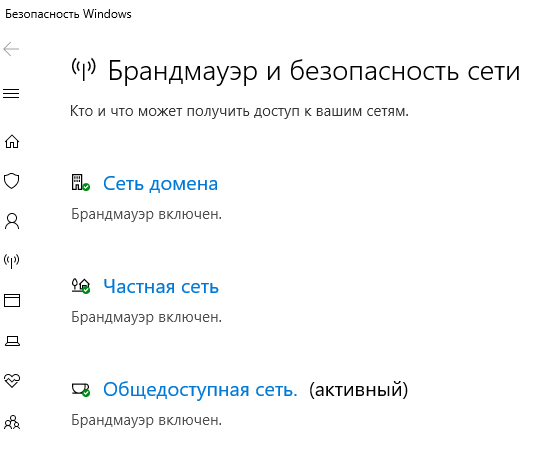 Безопасность Windows
Брандмауэр и безопасность сети
Кто и что может получить доступ к вашим сетям.
Сеть домена
Брандмауэр включен.
Частная сеть
Брандмауэр включен.
Общедоступная сеть. (активный)
Брандмауэр включен.